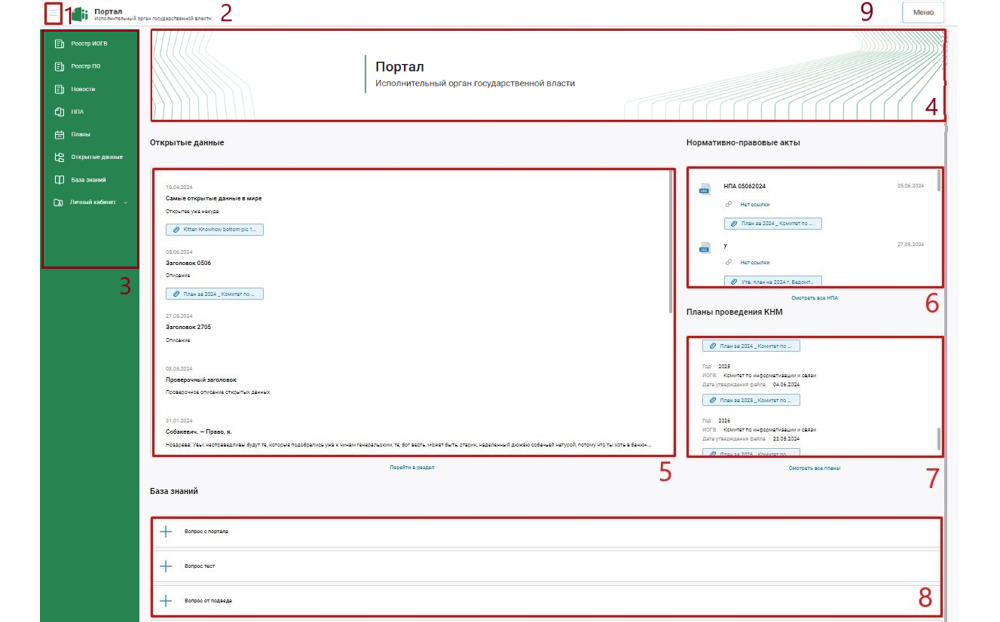 1
Портал
Исполнительный орган государственной власти
2
9
Меню
Реестр ИОГВ
Реестр ПО
Новости
НПА
Планы
Открытые данные
База знаний
Личный кабинет
3
Портал
Исполнительный орган государственной власти
4
Открытые данные
15.04.2024
Самые открытые данные в мире
Открытее уже некуда
Kitten Knowhow bottom pic 1...
05.06.2024
Заголовок 0506
Описание
План за 2024 _ Комитет по ...
27.05.2024
Заголовок 2705
Описание
08.05.2024
Проверочный заголовок
Проверочное описание открытых данных
31.01.2024
Собакевич. — Право, я.
Ноздрева. Увы! несправедливы будут те, которые подобрались уже к чинам генеральским, те, бог весть, может быть, старик, наделенный дюжею собачьей натурой, потому что ты хоть в баню»...
Перейти в раздел
5
Нормативно-правовые акты
НПА 05062024
05.06.2024
Нет ссылки
План за 2024 _ Комитет по ...
DOC
у
27.05.2024
Нет ссылки
Утв. план на 2024 г. Ведомт...
DOC
Смотреть все НПА
6
Планы проведения КНМ
План за 2024 _ Комитет по ...
Год 2025
ИОГВ Комитет по информатизации и связи
Дата утверждения файла 04.06.2024
План за 2025 _ Комитет по ...
Год 2026
ИОГВ Комитет по информатизации и связи
Дата утверждения файла 23.05.2024
План за 2026 _ Комитет по ...
Смотреть все планы
7
База знаний
Вопрос с портала
Вопрос тест
Вопрос от подведа
8